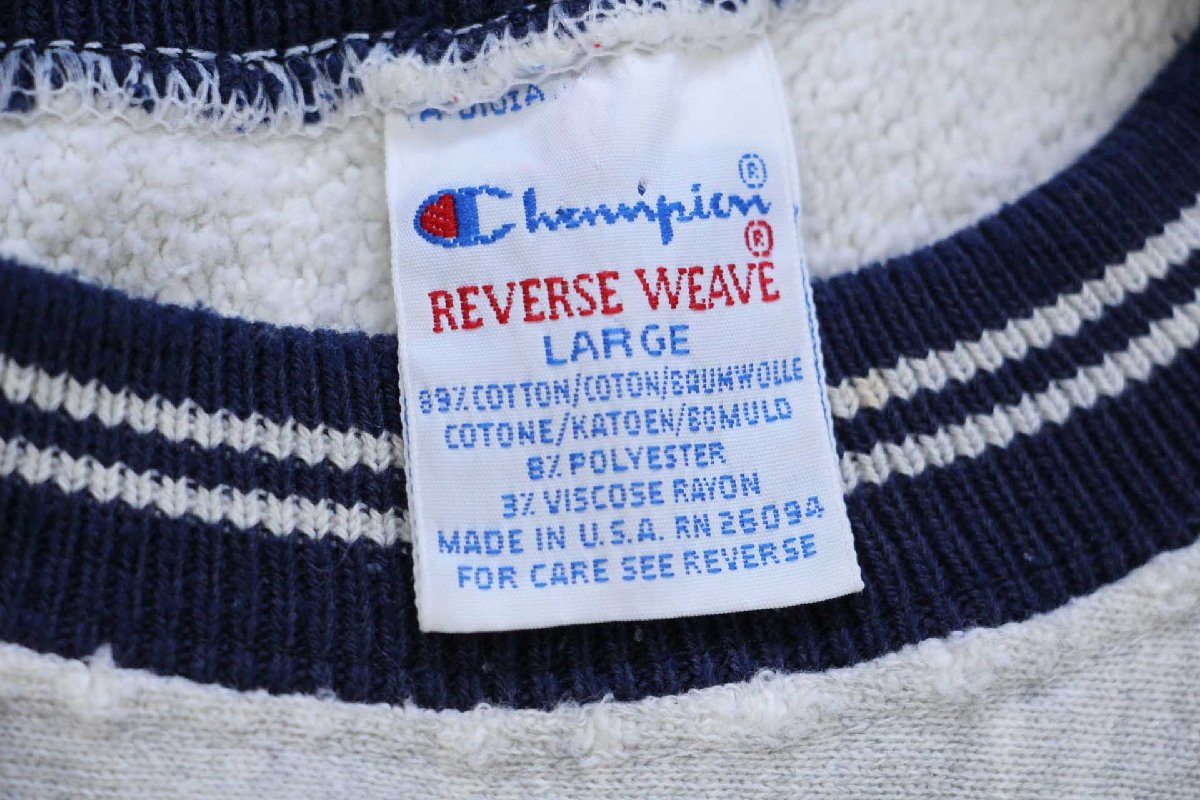 Champion®
REVERSE WEAVE®
LARGE
89% COTTON/COTON/BAUMWOLLE
COTONE/KATOEN/BOMULD
8% POLYESTER
3% VISCOSE RAYON
MADE IN U.S.A. RN 26094
FOR CARE SEE REVERSE